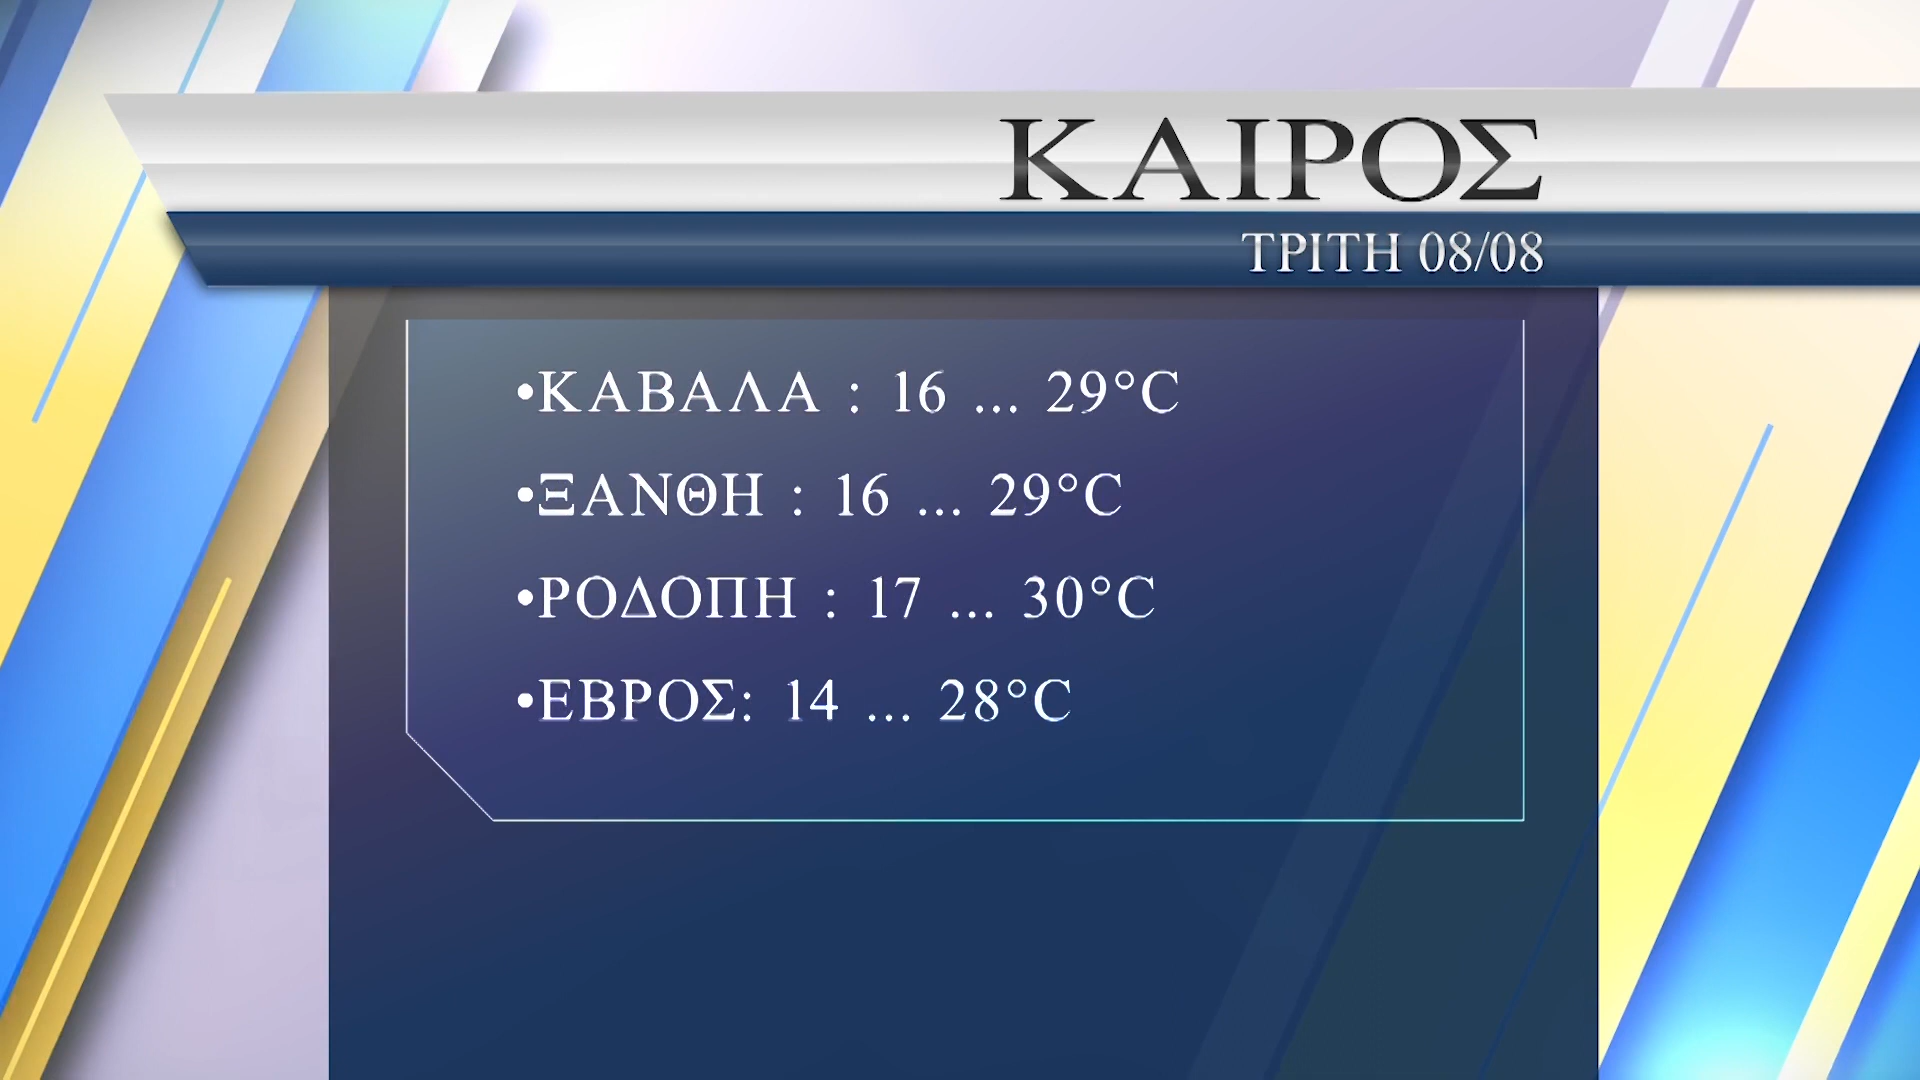 ΚΑΙΡΟΣ
ΤΡΙΤΗ 08/08
•ΚΑΒΑΛΑ : 16 ... 29°C
•ΞΑΝΘΗ : 16 ... 29°C
•ΡΟΔΟΠΗ : 17 ... 30°C
•ΕΒΡΟΣ: 14 ... 28°C